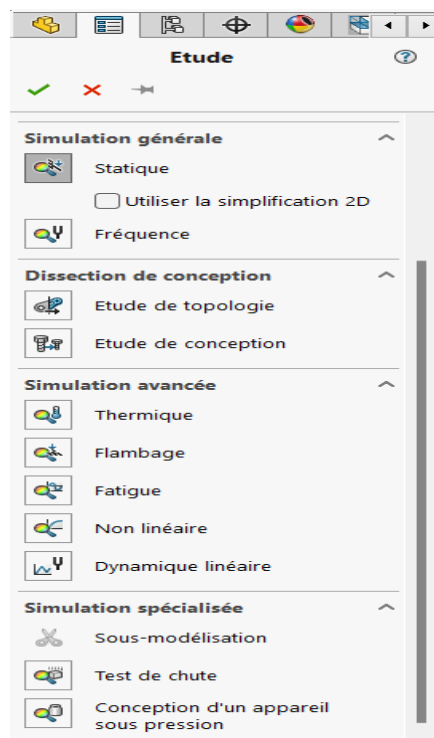 Etude
Simulation générale
Statique
Utiliser la simplification 2D
Fréquence
Dissection de conception
Etude de topologie
Etude de conception
Simulation avancée
Thermique
Flambage
Fatigue
Non linéaire
Dynamique linéaire
Simulation spécialisée
Sous-modélisation
Test de chute
Conception d'un appareil
sous pression